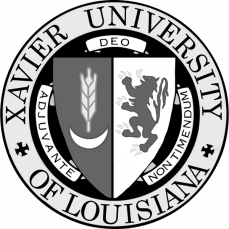 XAVIER UNIVERSITY
OF LOUISIANA
DEO
ADJUVANTE
NON TIMENDUM